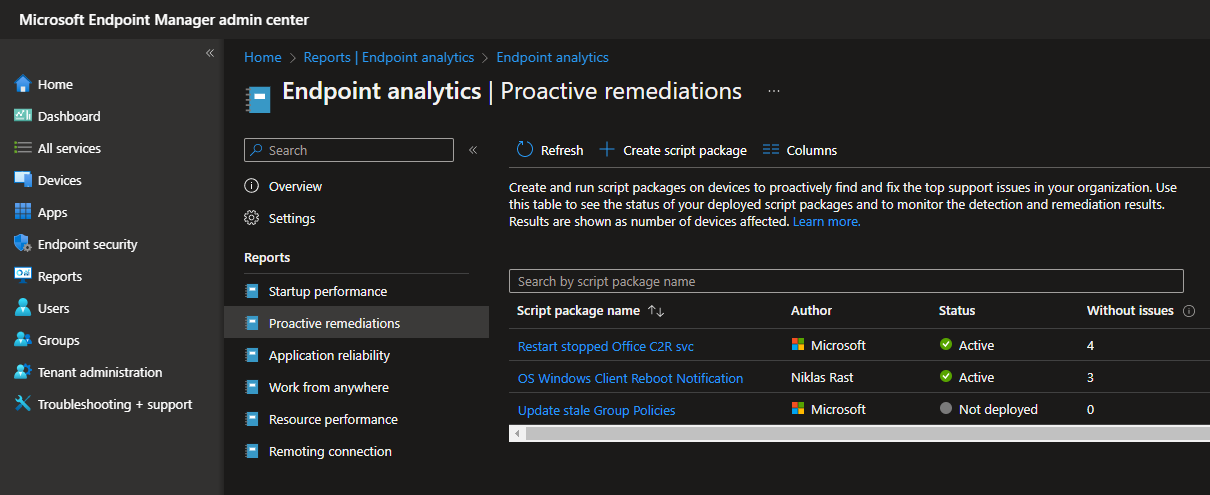 Microsoft Endpoint Manager admin center
Home
Dashboard
All services
Devices
Apps
Endpoint security
Reports
Users
Groups
Tenant administration
Troubleshooting + support
Home > Reports | Endpoint analytics > Endpoint analytics
Endpoint analytics | Proactive remediations ...
Search
Overview
Settings
Reports
Startup performance
Proactive remediations
Application reliability
Work from anywhere
Resource performance
Remoting connection
Refresh Create script package Columns
Create and run script packages on devices to proactively find and fix the top support issues in your organization. Use
this table to see the status of your deployed script packages and to monitor the detection and remediation results.
Results are shown as number of devices affected. Learn more.
Search by script package name
Script package name Author Status Without issues
Restart stopped Office C2R svc Microsoft Active 4
OS Windows Client Reboot Notification Niklas Rast Active 3
Update stale Group Policies Microsoft Not deployed 0